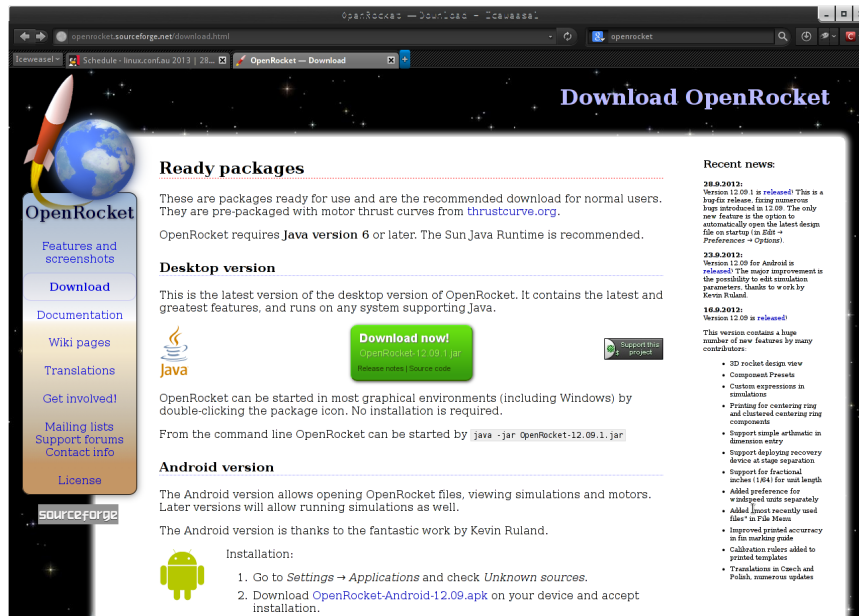 OpenRocket — Download - Iceweasel
openrocket.sourceforge.net/download.html
openrocket
Iceweasel
Schedule - linux.conf.au 2013 | 28...
OpenRocket — Download
Download OpenRocket
OpenRocket
Features and
screenshots
Download
Documentation
Wiki pages
Translations
Get involved!
Mailing lists
Support forums
Contact info
License
sourceforge
Ready packages
These are packages ready for use and are the recommended download for normal users.
They are pre-packaged with motor thrust curves from thrustcurve.org.
OpenRocket requires Java version 6 or later. The Sun Java Runtime is recommended.
Desktop version
This is the latest version of the desktop version of OpenRocket. It contains the latest and
greatest features, and runs on any system supporting Java.
Java
Download now!
OpenRocket-12.09.1.jar
Release notes | Source code
Support this
$ project
OpenRocket can be started in most graphical environments (including Windows) by
double-clicking the package icon. No installation is required.
From the command line OpenRocket can be started by java -jar OpenRocket-12.09.1.jar
Android version
The Android version allows opening OpenRocket files, viewing simulations and motors.
Later versions will allow running simulations as well.
The Android version is thanks to the fantastic work by Kevin Ruland.
Installation:
1. Go to Settings → Applications and check Unknown sources.
2. Download OpenRocket-Android-12.09.apk on your device and accept
installation.
Recent news:
28.9.2012:
Version 12.09.1 is released! This is a
bug-fix release, fixing numerous
bugs introduced in 12.09. The only
new feature is the option to
automatically open the latest design
file on startup (in Edit →
Preferences → Options).
23.9.2012:
Version 12.09 for Android is
released! The major improvement is
the possibility to edit simulation
parameters, thanks to work by
Kevin Ruland.
16.9.2012:
Version 12.09 is released!
This version contains a huge
number of new features by many
contributors:
• 3D rocket design view
• Component Presets
• Custom expressions in
simulations
• Printing for centering ring
and clustered centering ring
components
• Support simple arthmatic in
dimension entry
• Support deploying recovery
device at stage separation
• Support for fractional
inches (1/64) for unit length
• Added preference for
windspeed units separately
• Added "most recently used
files" in File Menu
• Improved printed accurracy
in fin marking guide
• Calibration rulers added to
printed templates
• Translations in Czech and
Polish, numerous updates